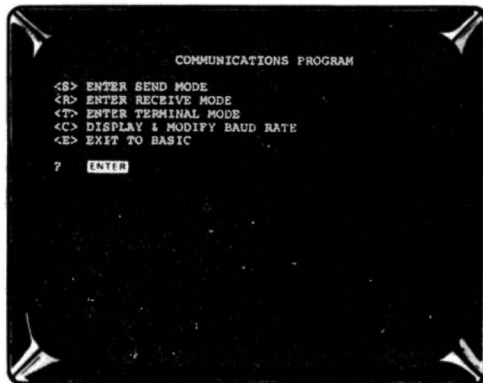 COMMUNICATIONS PROGRAM
<S> ENTER SEND MODE
<R> ENTER RECEIVE MODE
<T> ENTER TERMINAL MODE
<C> DISPLAY & MODIFY BAUD RATE
<E> EXIT TO BASIC
? ENTER